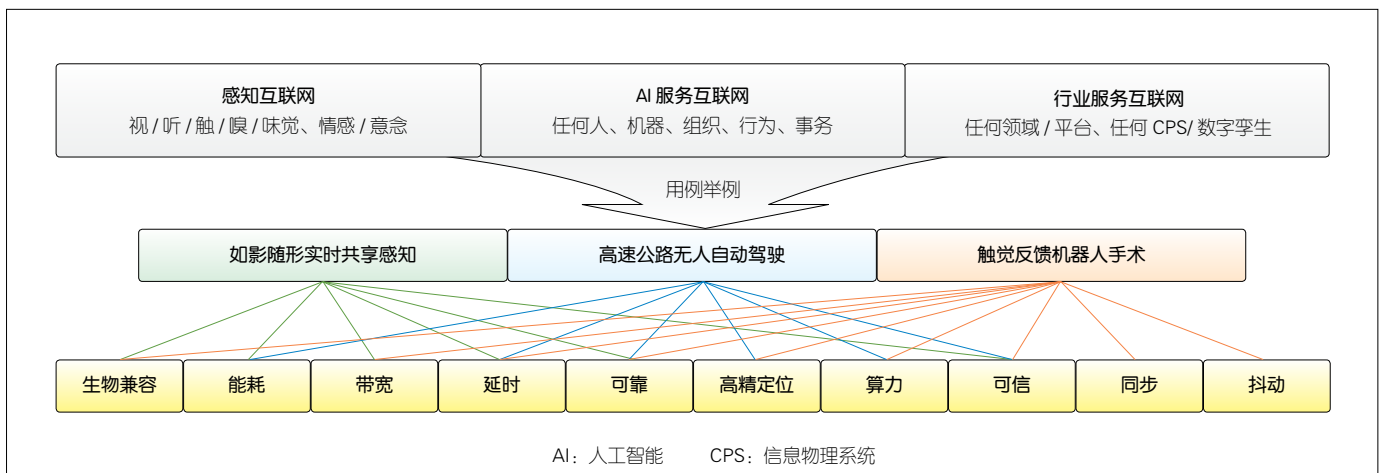 感知互联网
视 / 听 / 触 / 嗅 / 味觉、情感 / 意念
AI 服务互联网
任何人、机器、组织、行为、事务
行业服务互联网
任何领域 / 平台、任何 CPS/ 数字孪生
用例举例
如影随形实时共享感知
高速公路无人自动驾驶
触觉反馈机器人手术
生物兼容
能耗
带宽
延时
可靠
高精定位
算力
可信
同步
抖动
AI：人工智能 CPS：信息物理系统